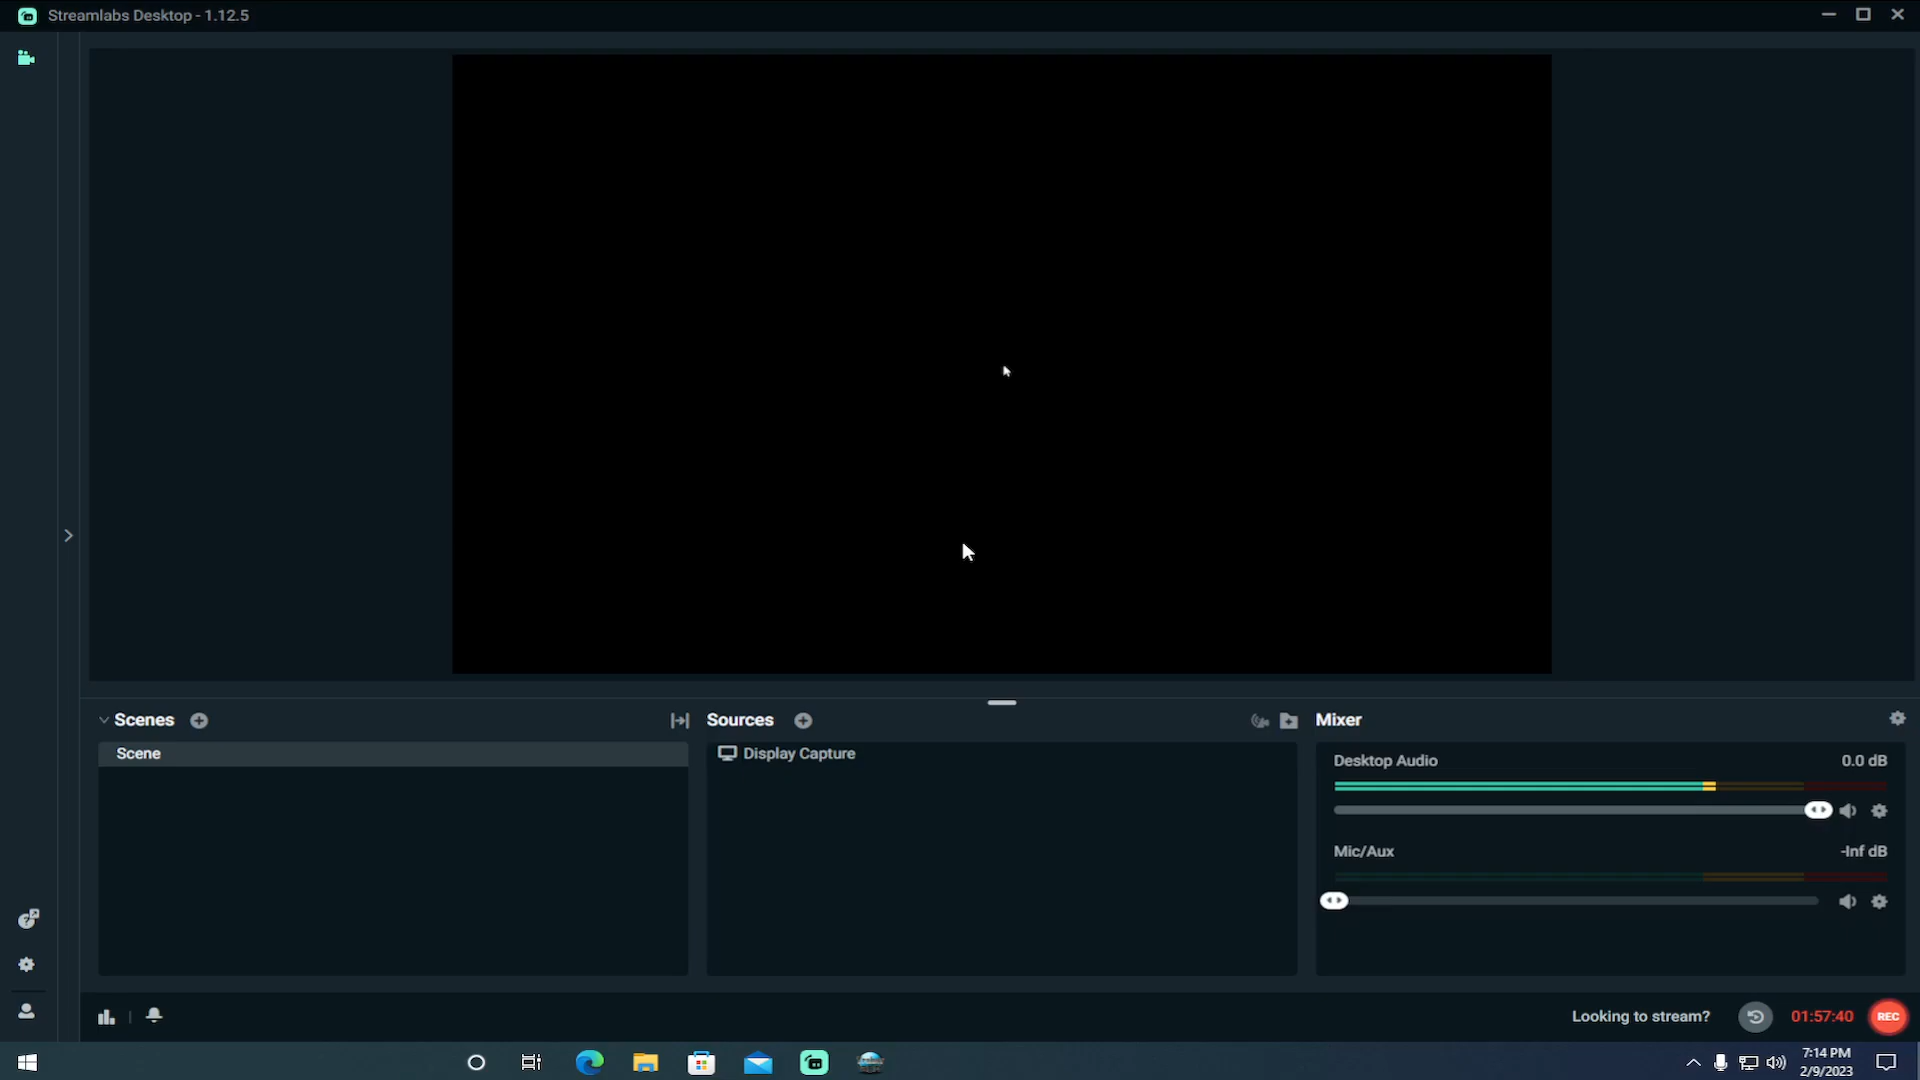 Streamlabs Desktop - 1.12.5
Scenes
Scene
Sources
Display Capture
Mixer
Desktop Audio 0.0 dB
Mic/Aux -Inf dB
Looking to stream? 01:57:40 REC
7:14 PM
2/9/2023